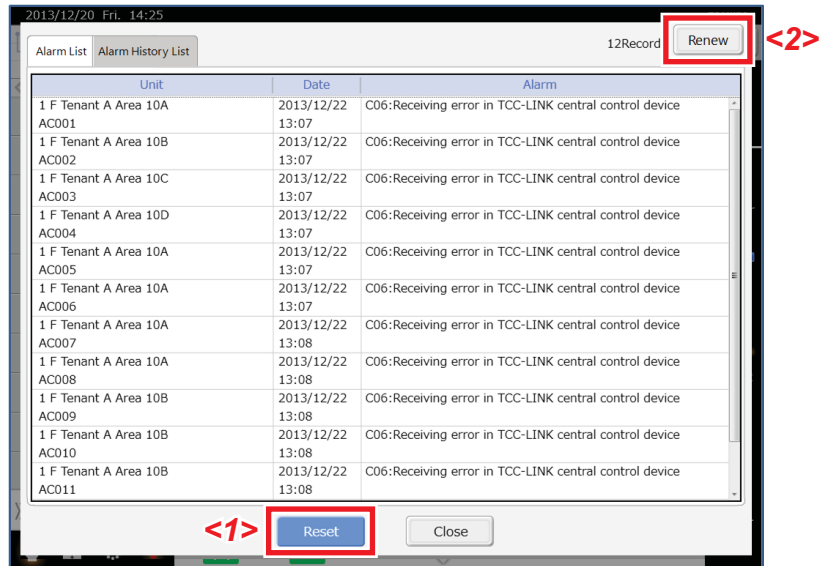 2013/12/20 Fri. 14:25
Alarm List Alarm History List 12Record Renew <2>
Unit Date Alarm
1 F Tenant A Area 10A 2013/12/22 C06:Receiving error in TCC-LINK central control device
AC001 13:07
1 F Tenant A Area 10B 2013/12/22 C06:Receiving error in TCC-LINK central control device
AC002 13:07
1 F Tenant A Area 10C 2013/12/22 C06:Receiving error in TCC-LINK central control device
AC003 13:07
1 F Tenant A Area 10D 2013/12/22 C06:Receiving error in TCC-LINK central control device
AC004 13:07
1 F Tenant A Area 10A 2013/12/22 C06:Receiving error in TCC-LINK central control device
AC005 13:07
1 F Tenant A Area 10A 2013/12/22 C06:Receiving error in TCC-LINK central control device
AC006 13:07
1 F Tenant A Area 10A 2013/12/22 C06:Receiving error in TCC-LINK central control device
AC007 13:08
1 F Tenant A Area 10A 2013/12/22 C06:Receiving error in TCC-LINK central control device
AC008 13:08
1 F Tenant A Area 10B 2013/12/22 C06:Receiving error in TCC-LINK central control device
AC009 13:08
1 F Tenant A Area 10B 2013/12/22 C06:Receiving error in TCC-LINK central control device
AC010 13:08
1 F Tenant A Area 10B 2013/12/22 C06:Receiving error in TCC-LINK central control device
AC011 13:08
<1> Reset Close